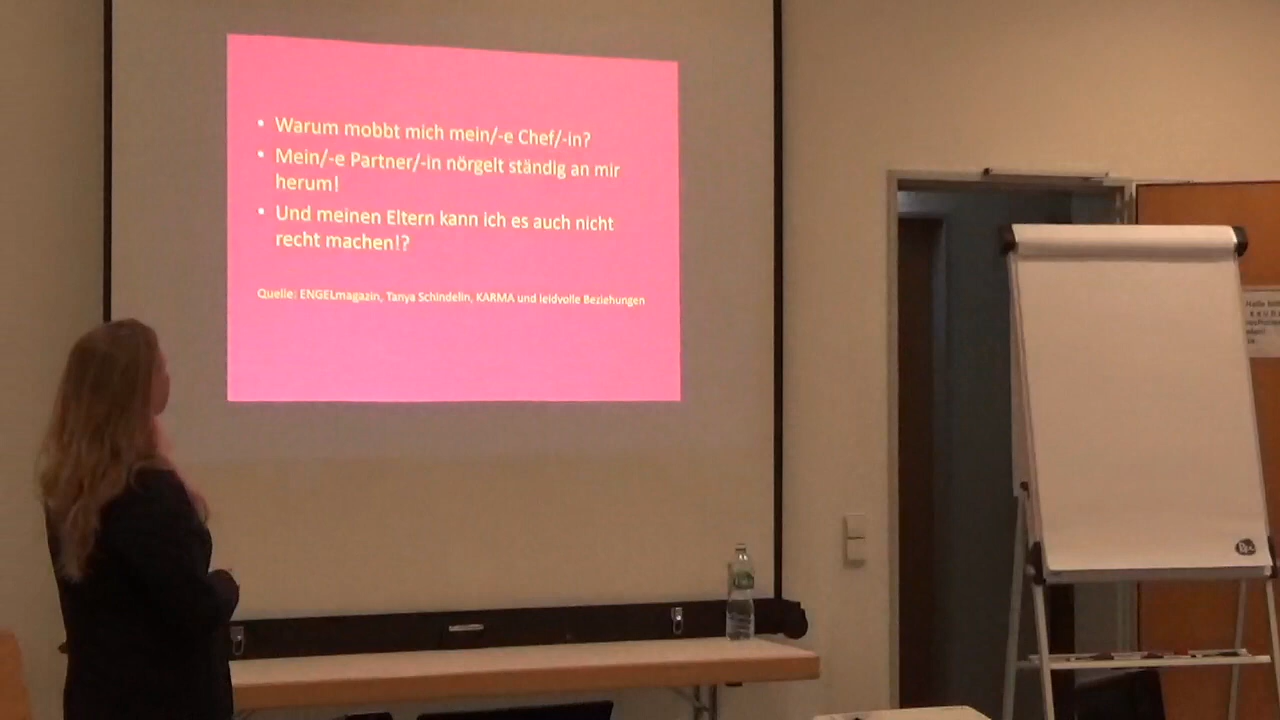 • Warum mobbt mich mein/-e Chef/-in?
• Mein/-e Partner/-in nörgelt ständig an mir
herum!
• Und meinen Eltern kann ich es auch nicht
recht machen!?
Quelle: ENGELmagazin, Tanya Schindelin, KARMA und leidvolle Beziehungen